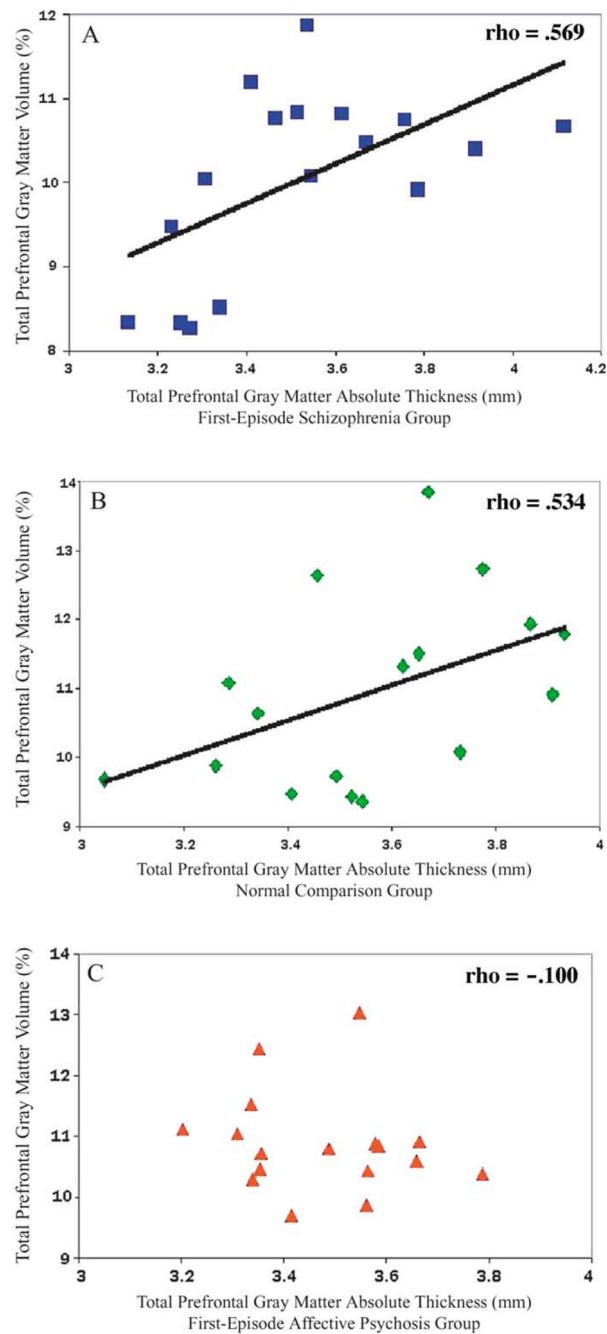 A
rho = .569
Total Prefrontal Gray Matter Volume (%)
12
11
10
9
8
3
3.2
3.4
3.6
3.8
4
4.2
Total Prefrontal Gray Matter Absolute Thickness (mm)
First-Episode Schizophrenia Group
B
rho = .534
Total Prefrontal Gray Matter Volume (%)
14
13
12
11
10
9
3
3.2
3.4
3.6
3.8
4
Total Prefrontal Gray Matter Absolute Thickness (mm)
Normal Comparison Group
C
rho = -.100
Total Prefrontal Gray Matter Volume (%)
14
13
12
11
10
9
3
3.2
3.4
3.6
3.8
4
Total Prefrontal Gray Matter Absolute Thickness (mm)
First-Episode Affective Psychosis Group